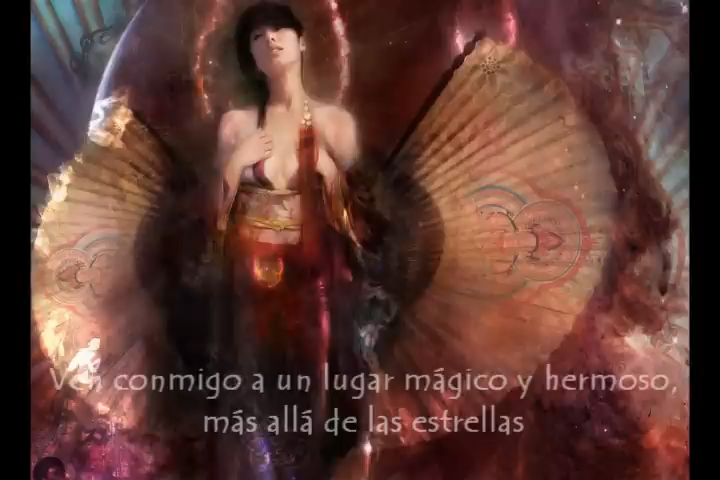 Ven conmigo a un lugar mágico y hermoso,
más allá de las estrellas